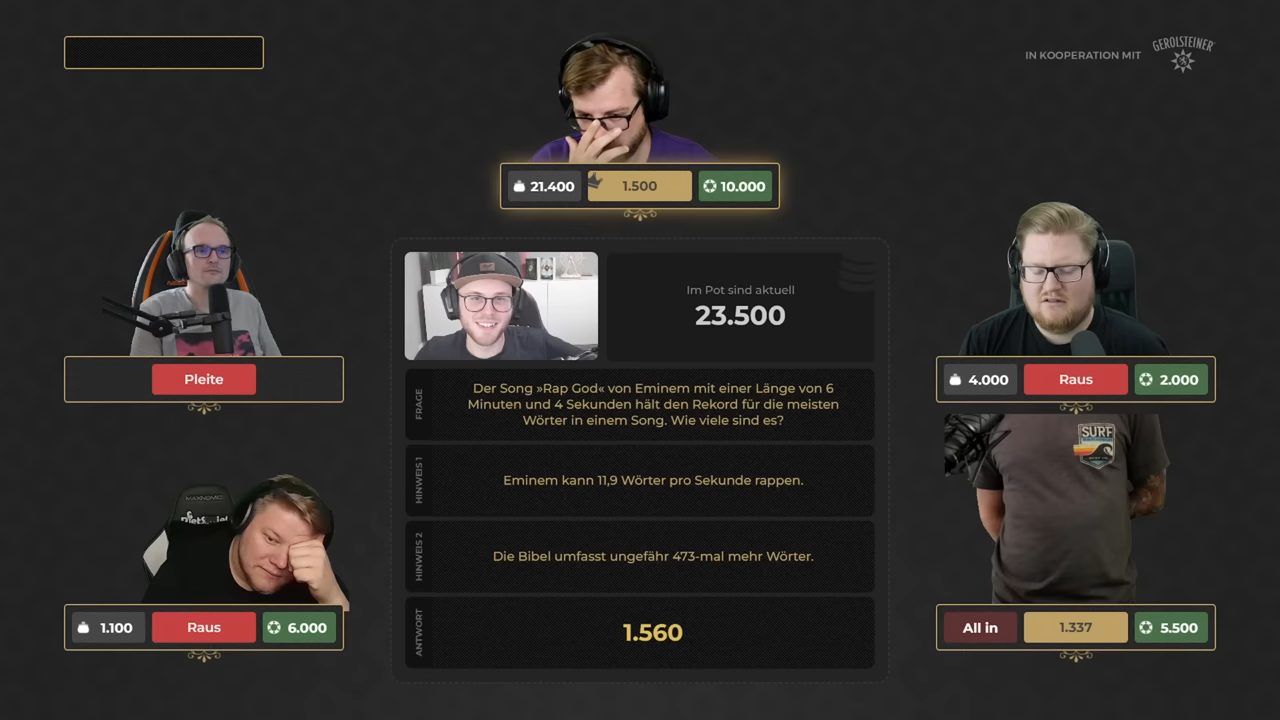 IN KOOPERATION MIT
GEROLSTEINER
21.400
1.500
10.000
Im Pot sind aktuell
23.500
Pleite
4.000
Raus
2.000
FRAGE
Der Song »Rap God« von Eminem mit einer Länge von 6
Minuten und 4 Sekunden hält den Rekord für die meisten
Wörter in einem Song. Wie viele sind es?
SURF
HINWEIS 1
Eminem kann 11,9 Wörter pro Sekunde rappen.
MAXNOMIC
HINWEIS 2
Die Bibel umfasst ungefähr 473-mal mehr Wörter.
1.100
Raus
6.000
ANTWORT
1.560
All in
1.337
5.500